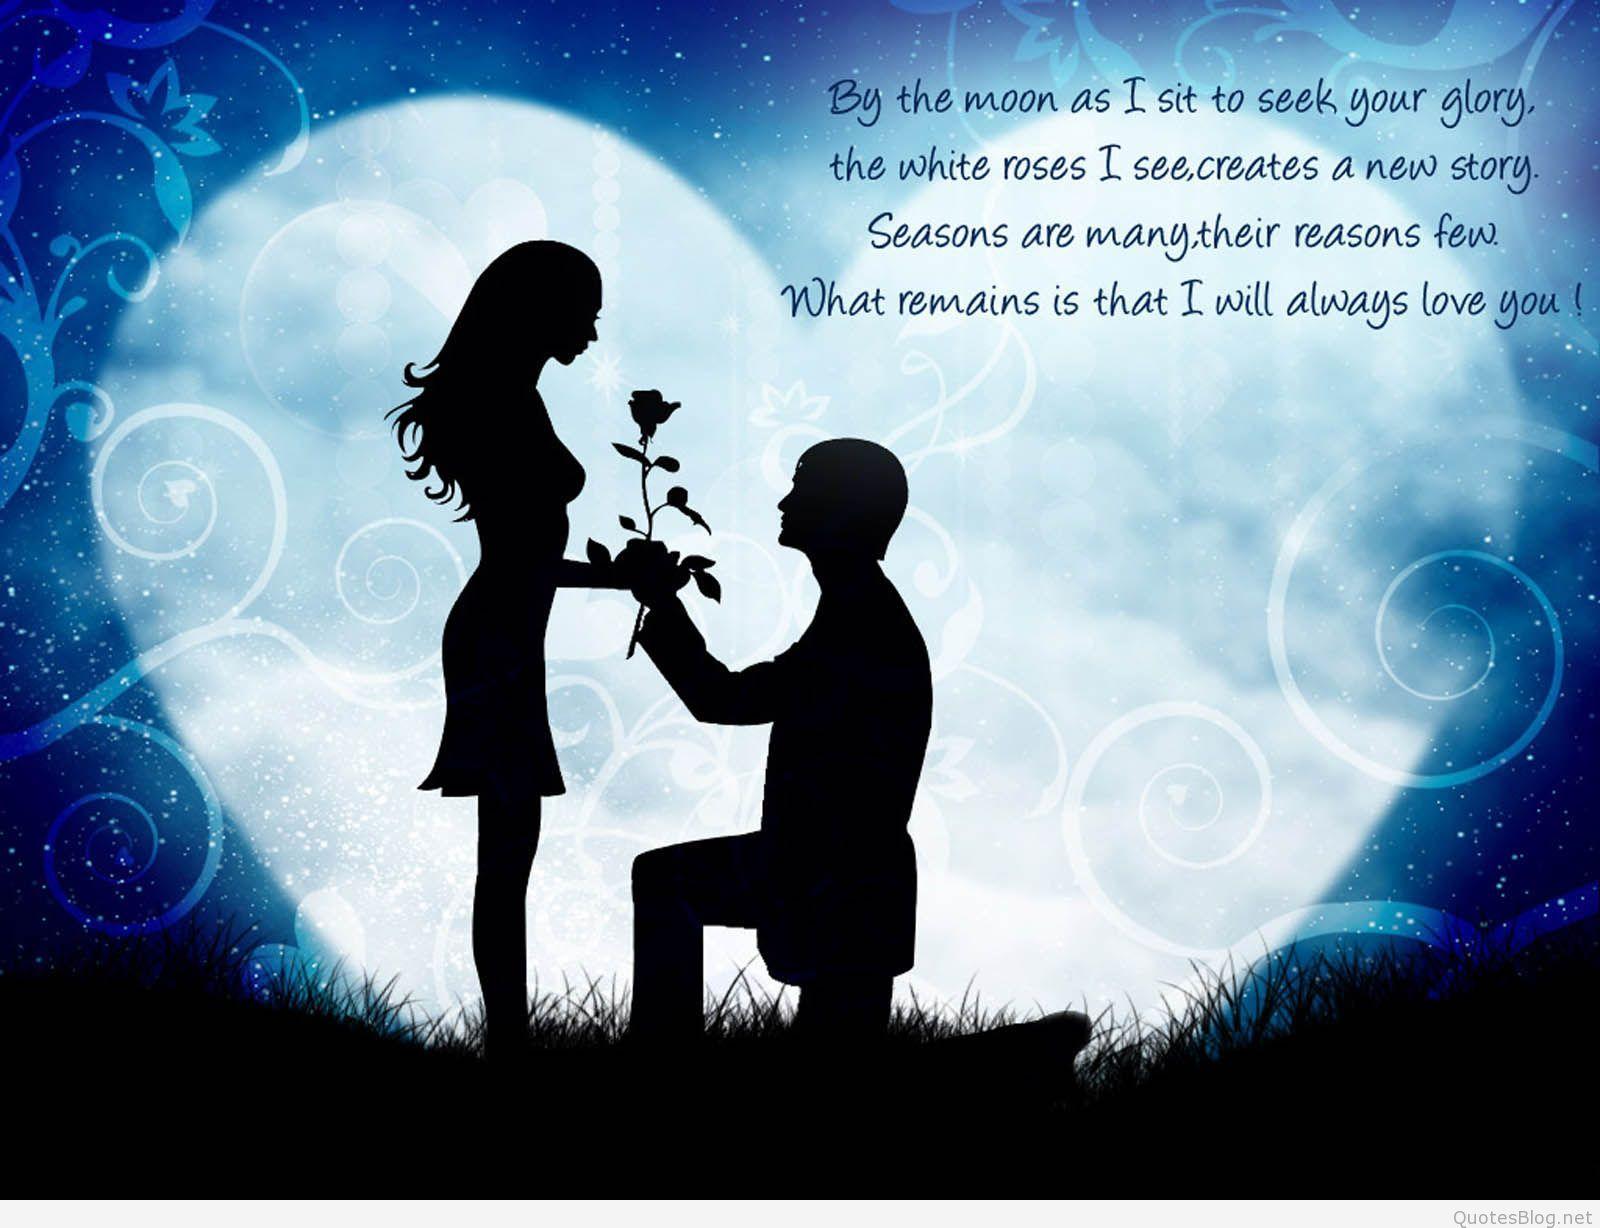 By the moon as I sit to seek your glory,
the white roses I see,creates a new story.
Seasons are many,their reasons few.
What remains is that I will always love you !
QuotesBlog.net